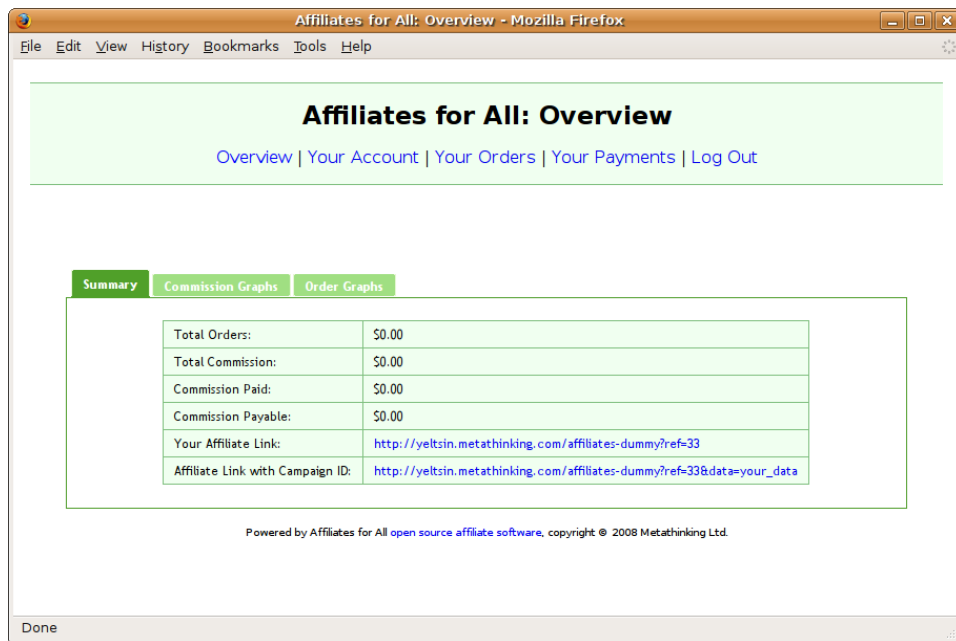 Affiliates for All: Overview - Mozilla Firefox
File Edit View History Bookmarks Tools Help
Affiliates for All: Overview
Overview | Your Account | Your Orders | Your Payments | Log Out
Summary Commission Graphs Order Graphs
Total Orders: $0.00
Total Commission: $0.00
Commission Paid: $0.00
Commission Payable: $0.00
Your Affiliate Link: http://yeltsin.metathinking.com/affiliates-dummy?ref=33
Affiliate Link with Campaign ID: http://yeltsin.metathinking.com/affiliates-dummy?ref=33&data=your_data
Powered by Affiliates for All open source affiliate software, copyright © 2008 Metathinking Ltd.
Done